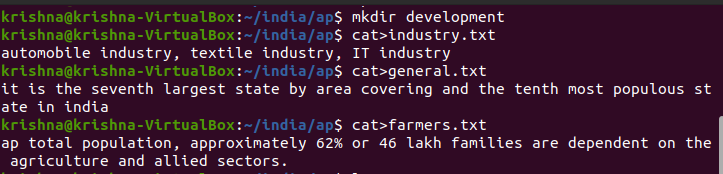 krishna@krishna-VirtualBox:~/india/ap$ mkdir development
krishna@krishna-VirtualBox:~/india/ap$ cat>industry.txt
automobile industry, textile industry, IT industry
krishna@krishna-VirtualBox:~/india/ap$ cat>general.txt
it is the seventh largest state by area covering and the tenth most populous st
ate in india
krishna@krishna-VirtualBox:~/india/ap$ cat>farmers.txt
ap total population, approximately 62% or 46 lakh families are dependent on the
 agriculture and allied sectors.